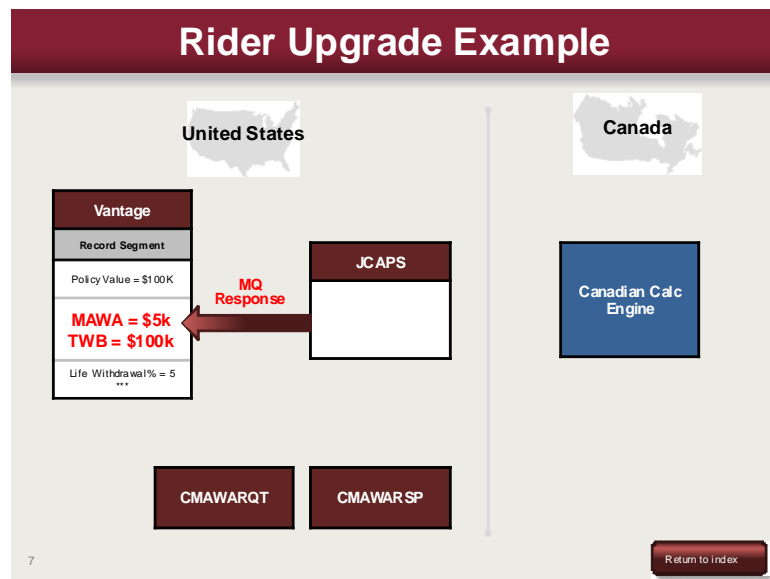 Rider Upgrade Example
United States
Canada
Vantage
Record Segment
Policy Value = $100K
MAWA = $5k
TWB = $100k
Life Withdrawal% = 5
***
MQ
Response
JCAPS
Canadian Calc
Engine
CMAWARQT
CMAWARSP
7
Return to index